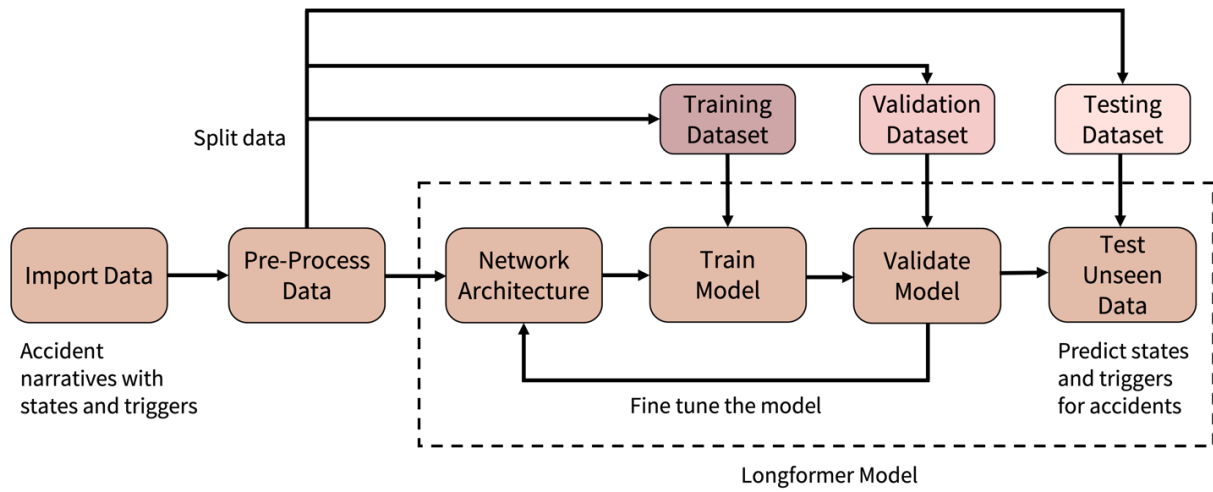 Training
Dataset
Validation
Dataset
Testing
Dataset
Split data
Import Data
Pre-Process
Data
Network
Architecture
Train
Model
Validate
Model
Test
Unseen
Data
Accident
narratives with
states and triggers
Fine tune the model
Predict states
and triggers
for accidents
Longformer Model